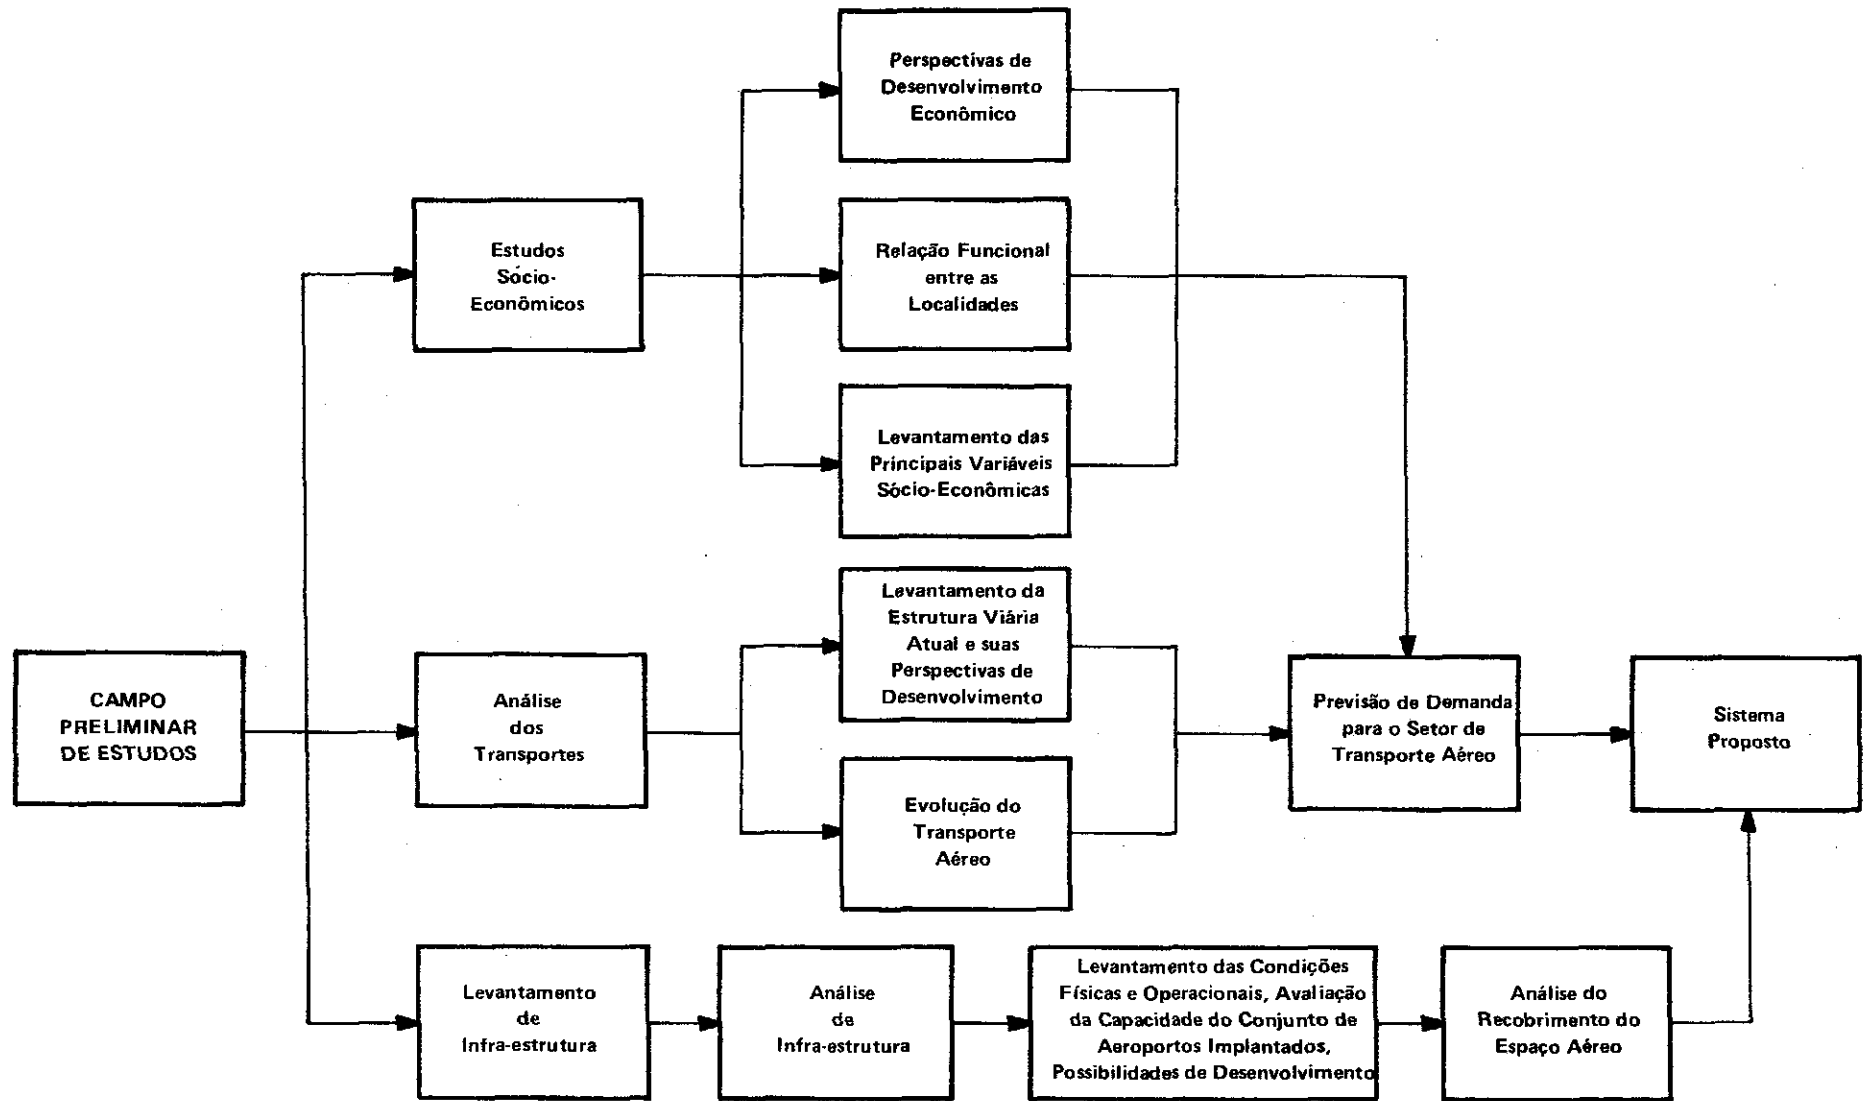 Perspectivas de
Desenvolvimento
Econômico
Estudos
Sócio-
Econômicos
Relação Funcional
entre as
Localidades
Levantamento das
Principais Variáveis
Sócio-Econômicas
CAMPO
PRELIMINAR
DE ESTUDOS
Análise
dos
Transportes
Levantamento da
Estrutura Viária
Atual e suas
Perspectivas de
Desenvolvimento
Evolução do
Transporte
Aéreo
Previsão de Demanda
para o Setor de
Transporte Aéreo
Sistema
Proposto
Levantamento
de
Infra-estrutura
Análise
de
Infra-estrutura
Levantamento das Condições
Físicas e Operacionais, Avaliação
da Capacidade do Conjunto de
Aeroportos Implantados,
Possibilidades de Desenvolvimento
Análise do
Recobrimento do
Espaço Aéreo